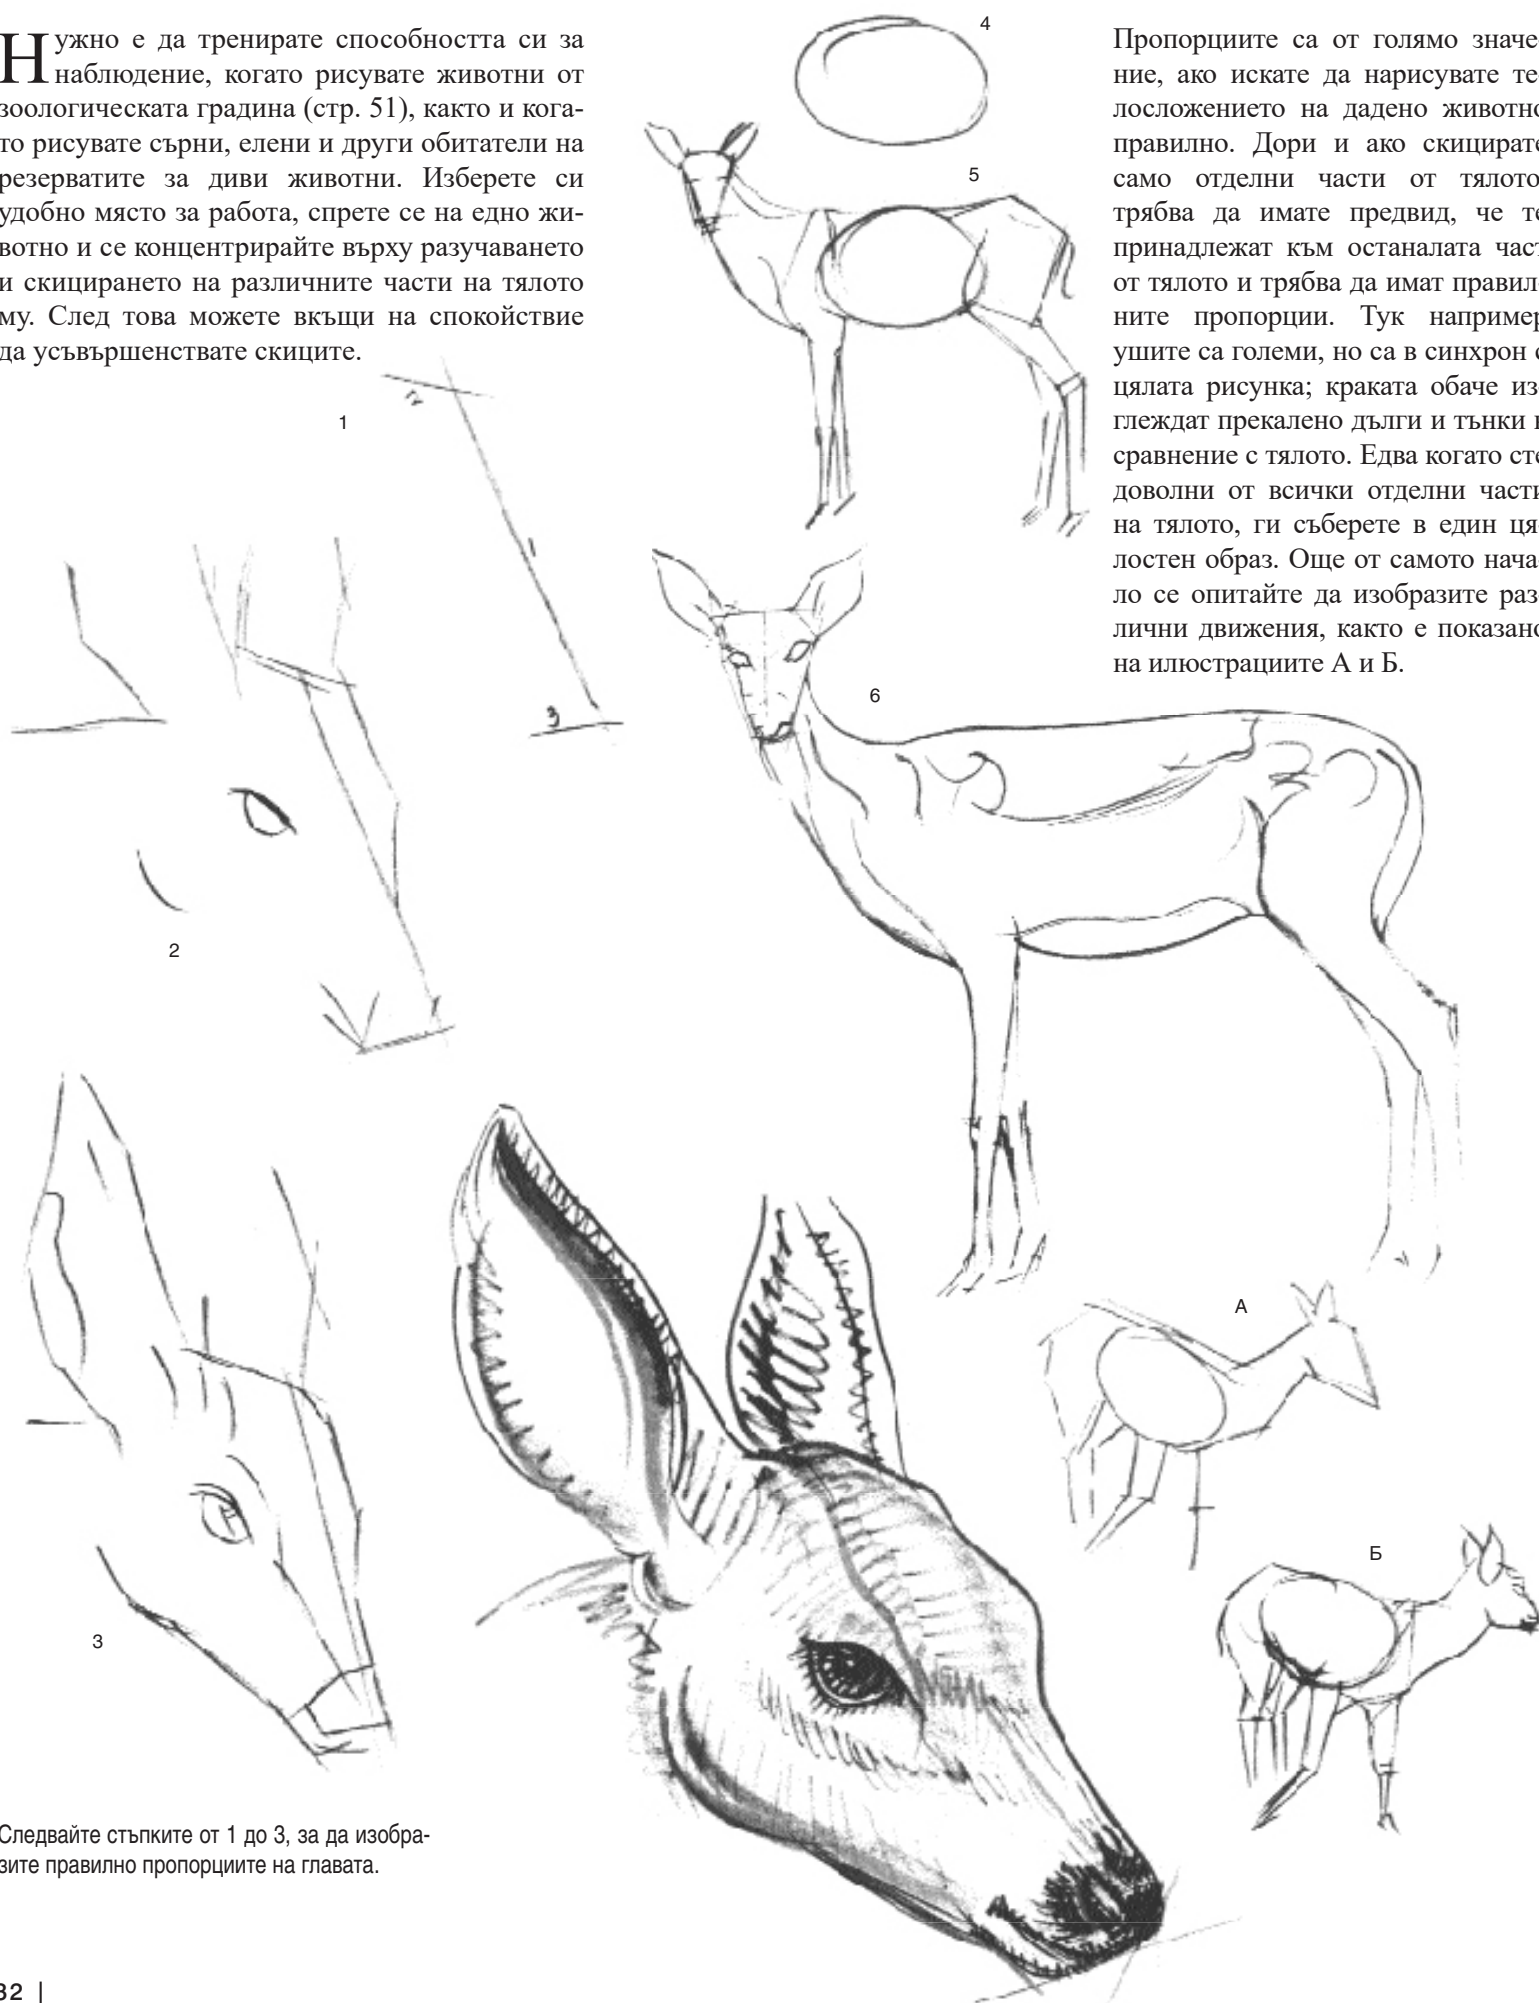 Нужно е да тренирате способността си за
наблюдение, когато рисувате животни от
зоологическата градина (стр. 51), както и кога-
то рисувате сърни, елени и други обитатели на
резерватите за диви животни. Изберете си
удобно място за работа, спрете се на едно жи-
вотно и се концентрирайте върху разучаването
и скицирането на различните части на тялото
му. След това можете вкъщи на спокойствие
да усъвършенствате скиците.
Пропорциите са от голямо значе-
ние, ако искате да нарисувате те-
лосложението на дадено животно
правилно. Дори и ако скицирате
само отделни части от тялото,
трябва да имате предвид, че те
принадлежат към останалата част
от тялото и трябва да имат правил-
ните пропорции. Тук например
ушите са големи, но са в синхрон с
цялата рисунка; краката обаче из-
глеждат прекалено дълги и тънки в
сравнение с тялото. Едва когато сте
доволни от всички отделни части
на тялото, ги съберете в един ця-
лостен образ. Още от самото нача-
ло се опитайте да изобразите раз-
лични движения, както е показано
на илюстрациите А и Б.
4
5
1
2
1
3
6
2
1
А
Б
3
Следвайте стъпките от 1 до 3, за да изобра-
зите правилно пропорциите на главата.
32 |